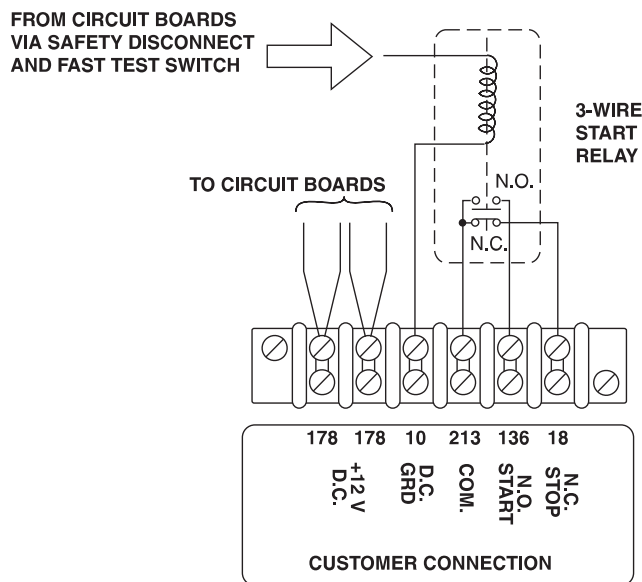 FROM CIRCUIT BOARDS
VIA SAFETY DISCONNECT
AND FAST TEST SWITCH
3-WIRE
START
RELAY
TO CIRCUIT BOARDS
N.O.
N.C.
178 178 10 213 136 18
+12 V
D.C.
D.C.
GRD
COM.
N.O.
START
N.C.
STOP
CUSTOMER CONNECTION